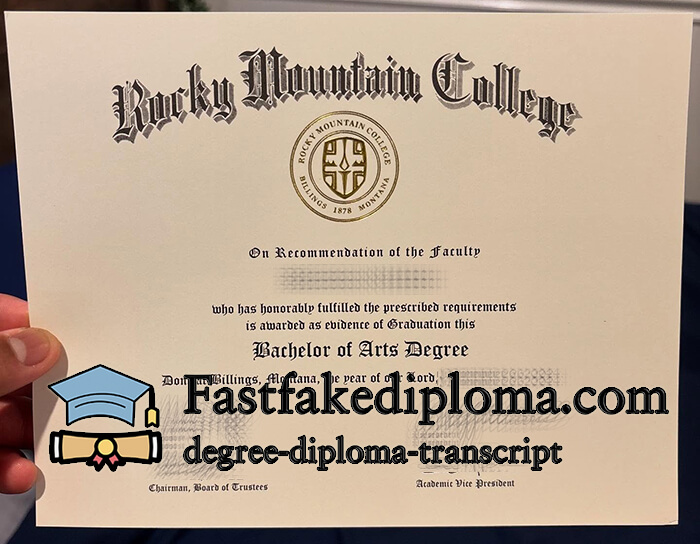 Rocky Mountain College
ROCKY MOUNTAIN COLLEGE
BILLINGS 1878 MONTANA
On Recommendation of the Faculty
who has honorably fulfilled the prescribed requirements
is awarded as evidence of Graduation this
Bachelor of Arts Degree
Billings, Montana, the year of our Lord,
Fastfakediploma.com
degree-diploma-transcript
Chairman, Board of Trustees
Academic Vice President